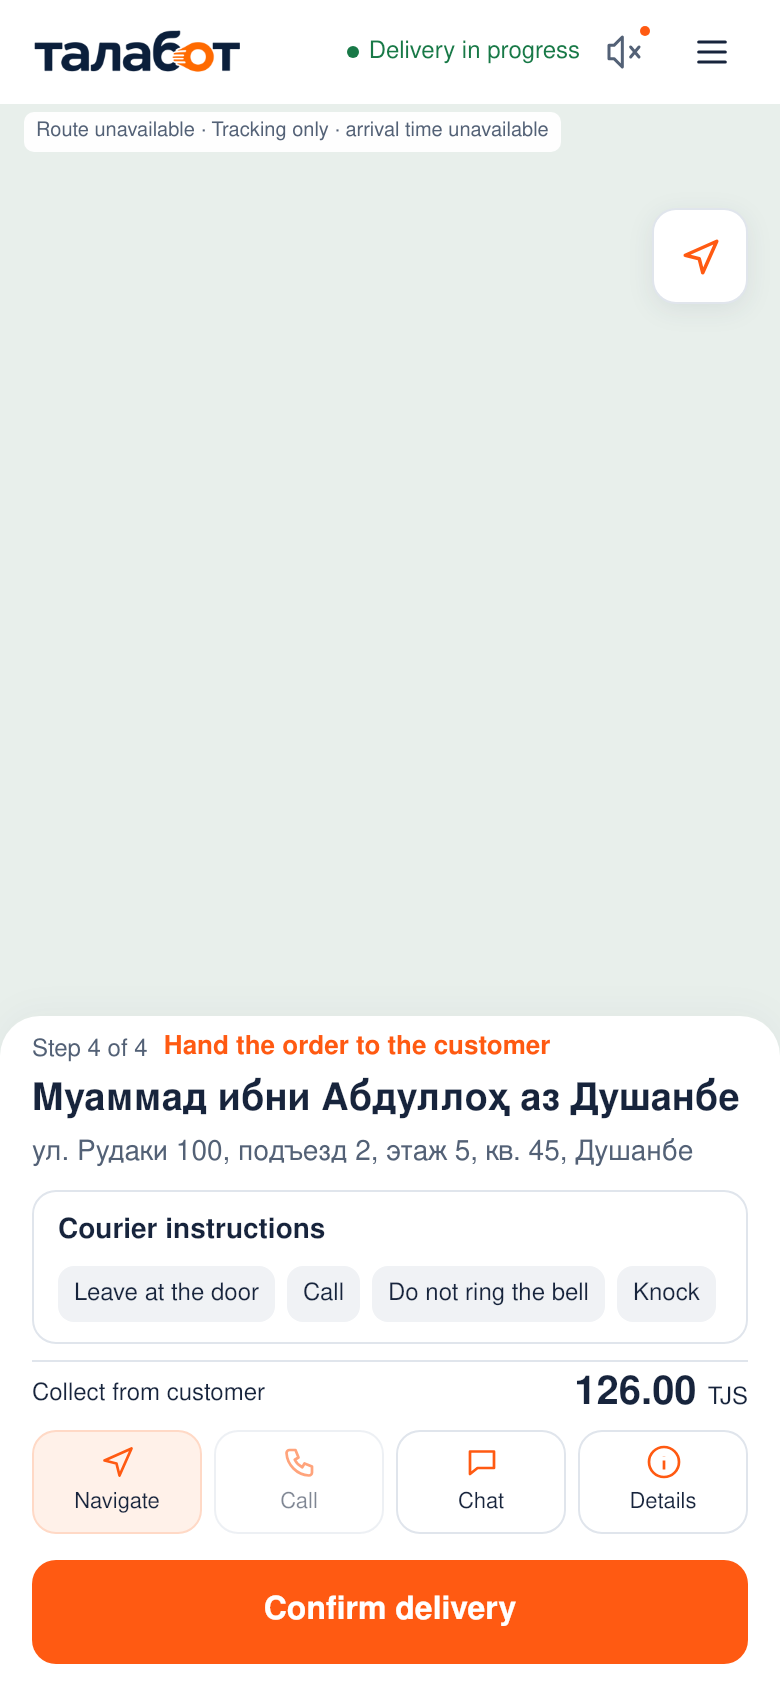 талабот
Delivery in progress
Route unavailable · Tracking only · arrival time unavailable
Step 4 of 4 Hand the order to the customer
Муаммад ибни Абдуллоҳ аз Душанбе
ул. Рудаки 100, подъезд 2, этаж 5, кв. 45, Душанбе
Courier instructions
Leave at the door Call Do not ring the bell Knock
Collect from customer 126.00 TJS
Navigate Call Chat Details
Confirm delivery